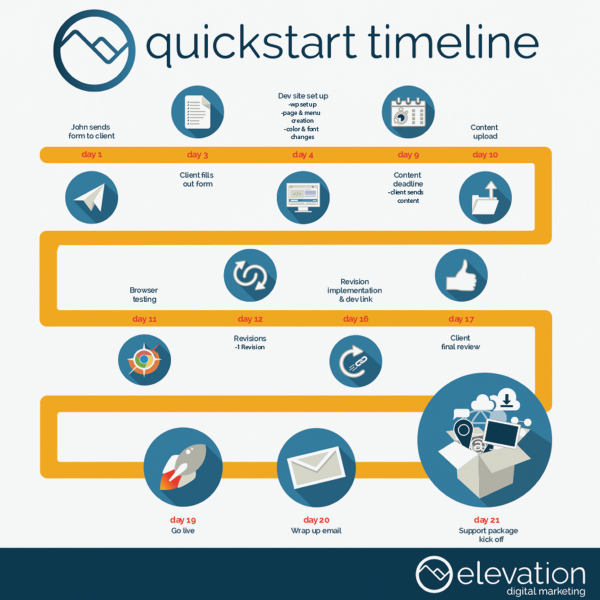 quickstart timeline
John sends
form to client
day 1
day 3
Client fills
out form
Dev site set up
-wp set up
-page & menu
creation
-color & font
changes
day 4
day 9
Content
deadline
-client sends
content
Content
upload
day 10
Browser
testing
day 11
day 12
Revisions
-1 Revision
Revision
implementation
& dev link
day 16
day 17
Client
final review
day 19
Go live
day 20
Wrap up email
day 21
Support package
kick off
elevation
digital marketing